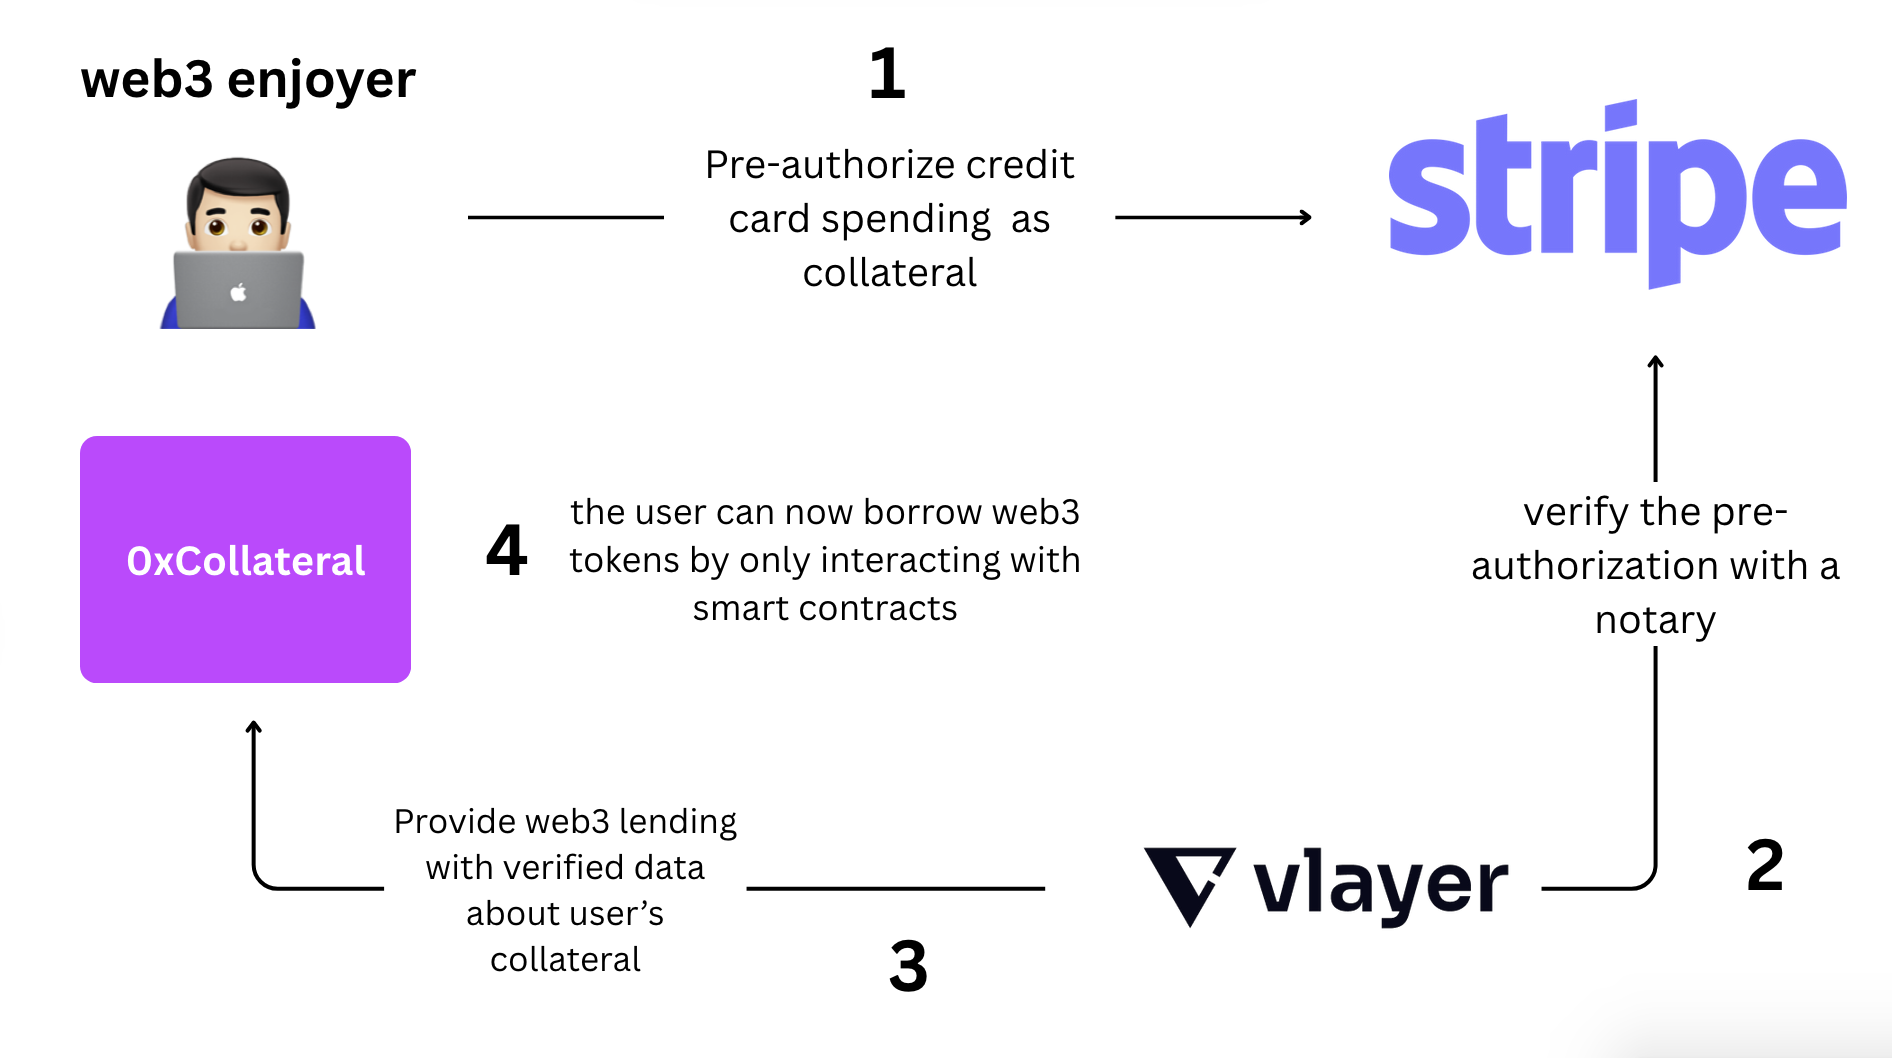 web3 enjoyer
1
Pre-authorize credit
card spending as
collateral
stripe
0xCollateral
4
the user can now borrow web3
tokens by only interacting with
smart contracts
verify the pre-
authorization with a
notary
2
vlayer
Provide web3 lending
with verified data
about user’s
collateral
3